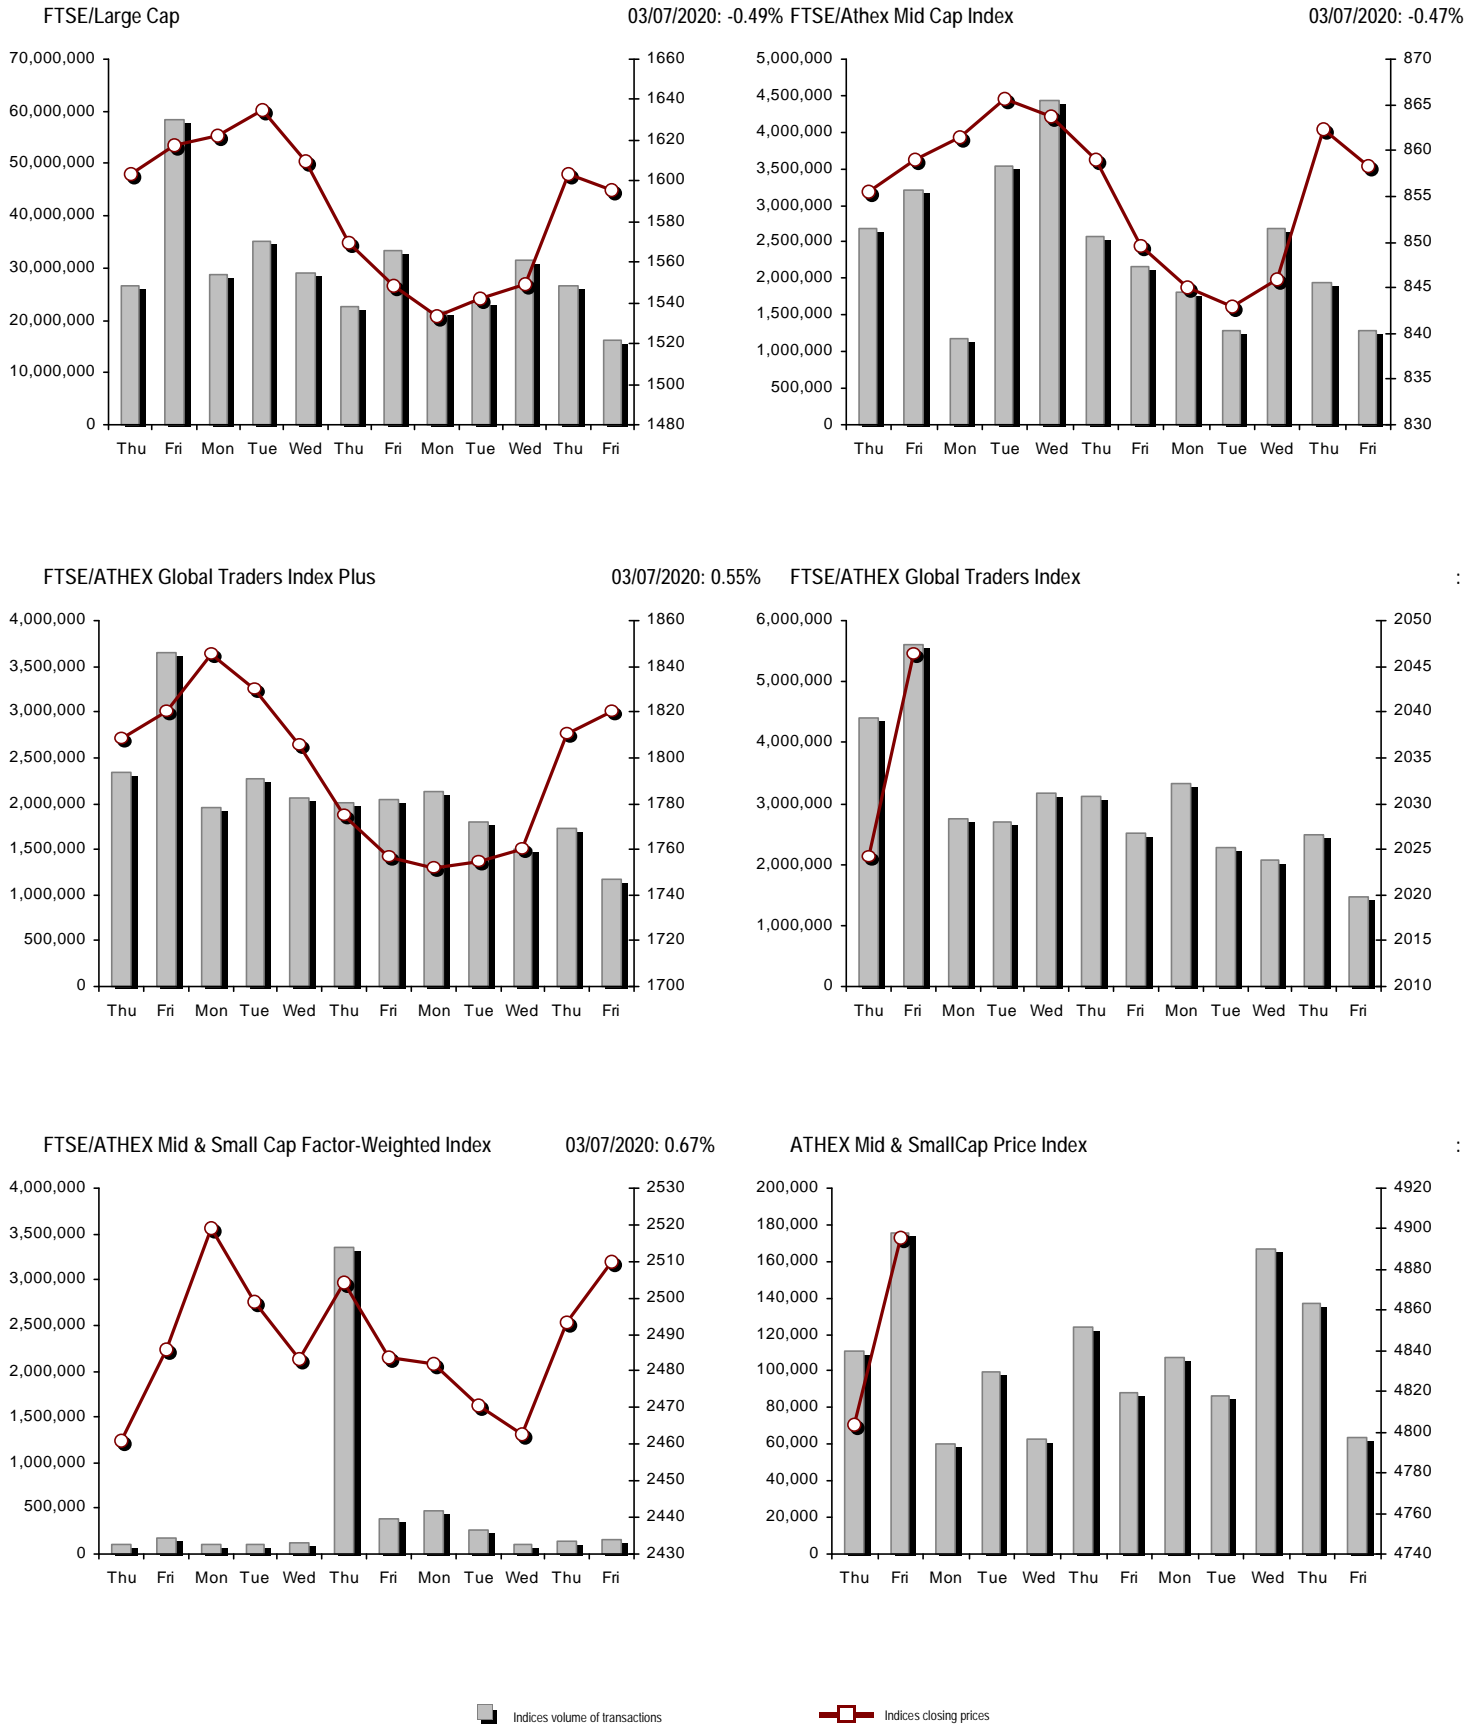 FTSE/Large Cap 03/07/2020: -0.49% FTSE/Athex Mid Cap Index 03/07/2020: -0.47%
70,000,000 1660 5,000,000 870
60,000,000 1640 4,500,000 865
50,000,000 1620 4,000,000 860
40,000,000 1600 3,500,000 855
30,000,000 1580 3,000,000 850
20,000,000 1560 2,500,000 845
10,000,000 1540 2,000,000 840
0 1520 1,500,000 835
1500 1,000,000 830
1480 500,000
0
Thu Fri Mon Tue Wed Thu Fri Mon Tue Wed Thu Fri Thu Fri Mon Tue Wed Thu Fri Mon Tue Wed Thu Fri
FTSE/ATHEX Global Traders Index Plus 03/07/2020: 0.55% FTSE/ATHEX Global Traders Index :
4,000,000 1860 6,000,000 2050
3,500,000 1840 5,000,000 2045
3,000,000 1820 4,000,000 2040
2,500,000 1800 3,000,000 2035
2,000,000 1780 2,000,000 2030
1,500,000 1760 1,000,000 2025
1,000,000 1740 0 2020
500,000 1720 2015
0 1700 2010
Thu Fri Mon Tue Wed Thu Fri Mon Tue Wed Thu Fri Thu Fri Mon Tue Wed Thu Fri Mon Tue Wed Thu Fri
FTSE/ATHEX Mid & Small Cap Factor-Weighted Index 03/07/2020: 0.67% ATHEX Mid & SmallCap Price Index :
4,000,000 2530 200,000 4920
3,500,000 2520 180,000 4900
3,000,000 2510 160,000 4880
2,500,000 2500 140,000 4860
2,000,000 2490 120,000 4840
1,500,000 2480 100,000 4820
1,000,000 2470 80,000 4800
500,000 2460 60,000 4780
0 2450 40,000 4760
2440 20,000 4740
2430 0
Thu Fri Mon Tue Wed Thu Fri Mon Tue Wed Thu Fri Thu Fri Mon Tue Wed Thu Fri Mon Tue Wed Thu Fri
Indices volume of transactions Indices closing prices